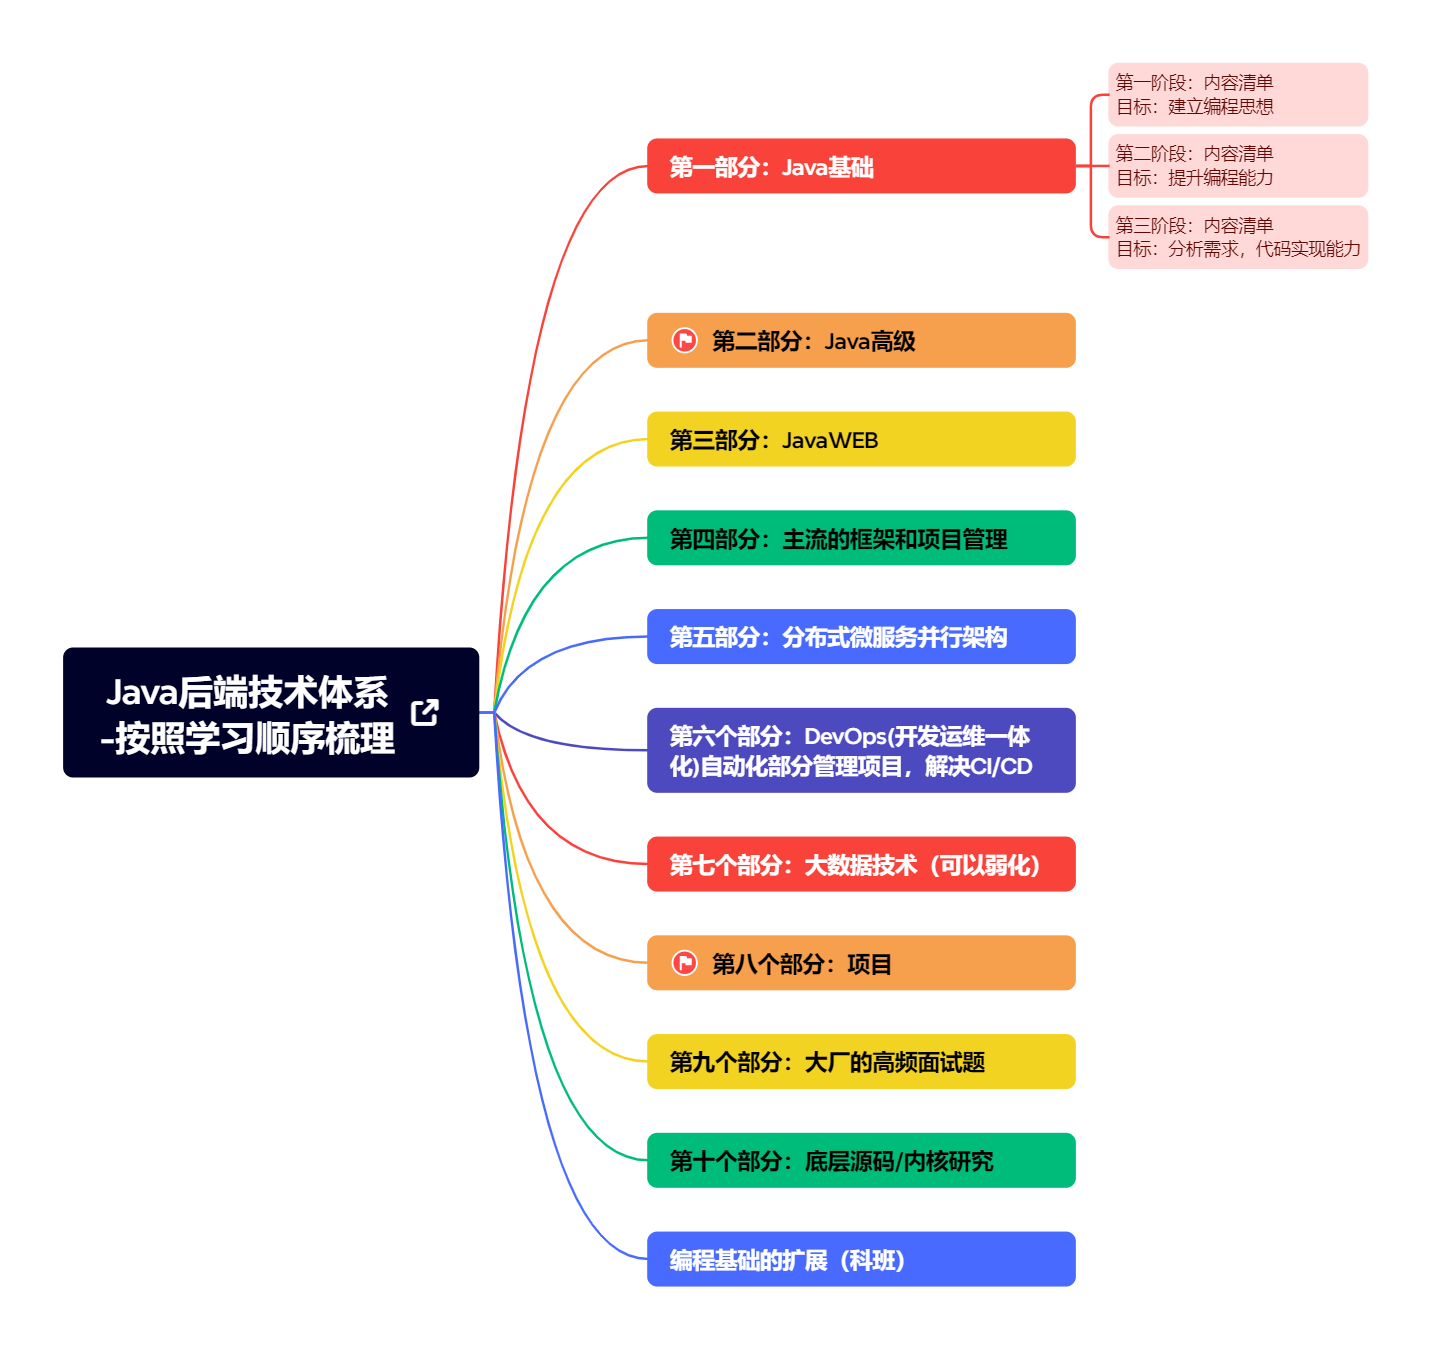 Java后端技术体系
-按照学习顺序梳理
第一部分：Java基础
第一阶段：内容清单
目标：建立编程思想
第二阶段：内容清单
目标：提升编程能力
第三阶段：内容清单
目标：分析需求，代码实现能力
第二部分：Java高级
第三部分：JavaWEB
第四部分：主流的框架和项目管理
第五部分：分布式微服务并行架构
第六个部分：DevOps(开发运维一体
化)自动化部分管理项目，解决CI/CD
第七个部分：大数据技术（可以弱化）
第八个部分：项目
第九个部分：大厂的高频面试题
第十个部分：底层源码/内核研究
编程基础的扩展（科班）